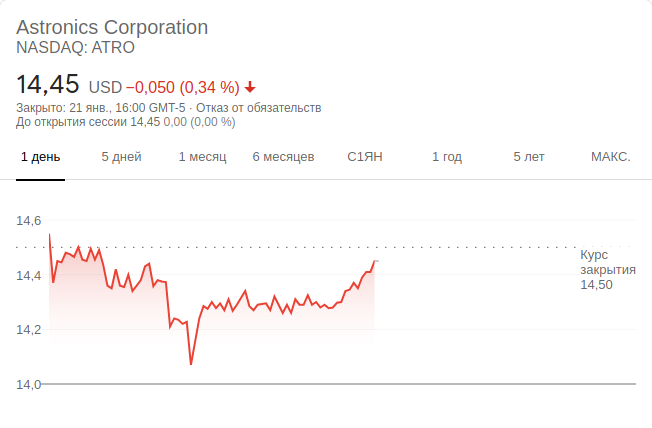 Astronics Corporation
NASDAQ: ATRO
14,45 USD −0,050 (0,34 %)
Закрыто: 21 янв., 16:00 GMT-5 · Отказ от обязательств
До открытия сессии 14,45 0,00 (0,00 %)
1 день 5 дней 1 месяц 6 месяцев С1ЯН 1 год 5 лет МАКС.
14,6
Курс
закрытия
14,50
14,4
14,2
14,0